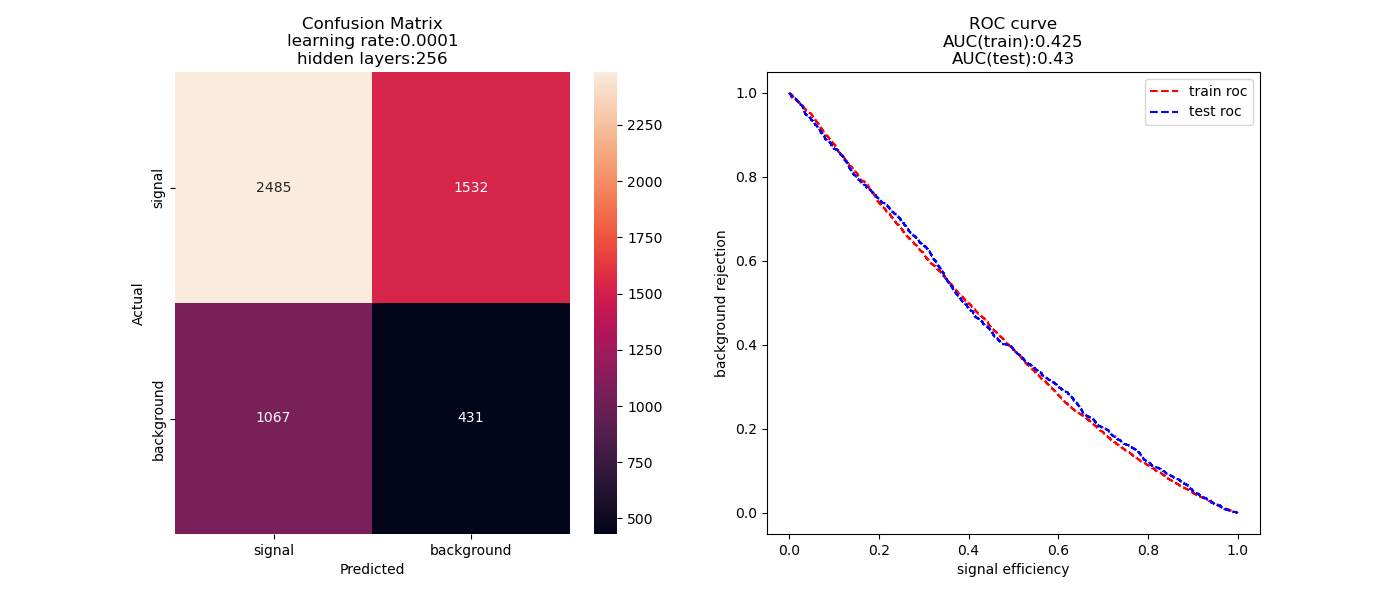 Confusion Matrix
learning rate:0.0001
hidden layers:256
signal
background
Actual
2485
1532
1067
431
signal
background
Predicted
2250
2000
1750
1500
1250
1000
750
500
ROC curve
AUC(train):0.425
AUC(test):0.43
train roc
test roc
background rejection
1.0
0.8
0.6
0.4
0.2
0.0
0.0
0.2
0.4
0.6
0.8
1.0
signal efficiency